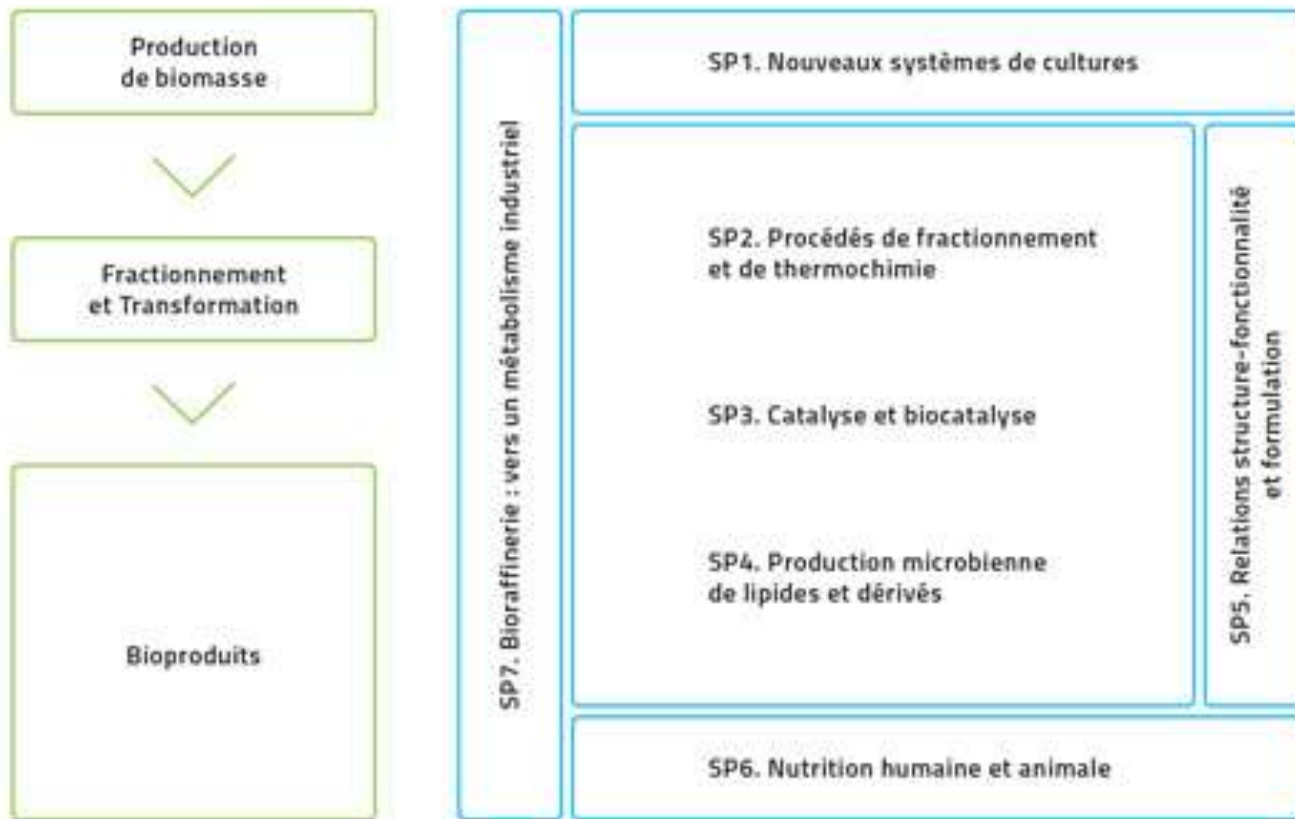 Production
de biomasse
Fractionnement
et Transformation
Bioproduits
SP7. Bioraffinerie : vers un métabolisme industriel
SP1. Nouveaux systèmes de cultures
SP2. Procédés de fractionnement
et de thermochimie
SP3. Catalyse et biocatalyse
SP4. Production microbienne
de lipides et dérivés
SP5. Relations structure-fonctionnalité
et formulation
SP6. Nutrition humaine et animale